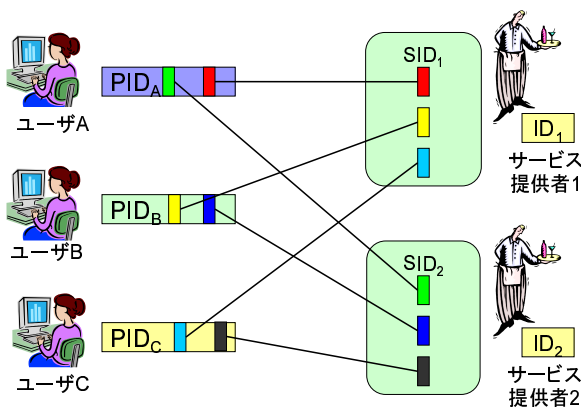 PIDA
ユーザA
SID1
ID1
サービス
提供者1
PIDB
ユーザB
PIDC
ユーザC
SID2
ID2
サービス
提供者2